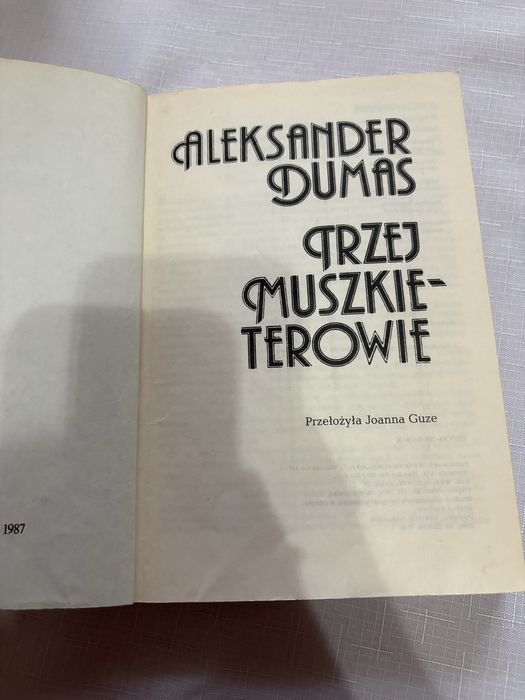 ALEKSANDER
DUMAS
TRZEJ
MUSZKIE-
TEROWIE
Przełożyła Joanna Guze
1987